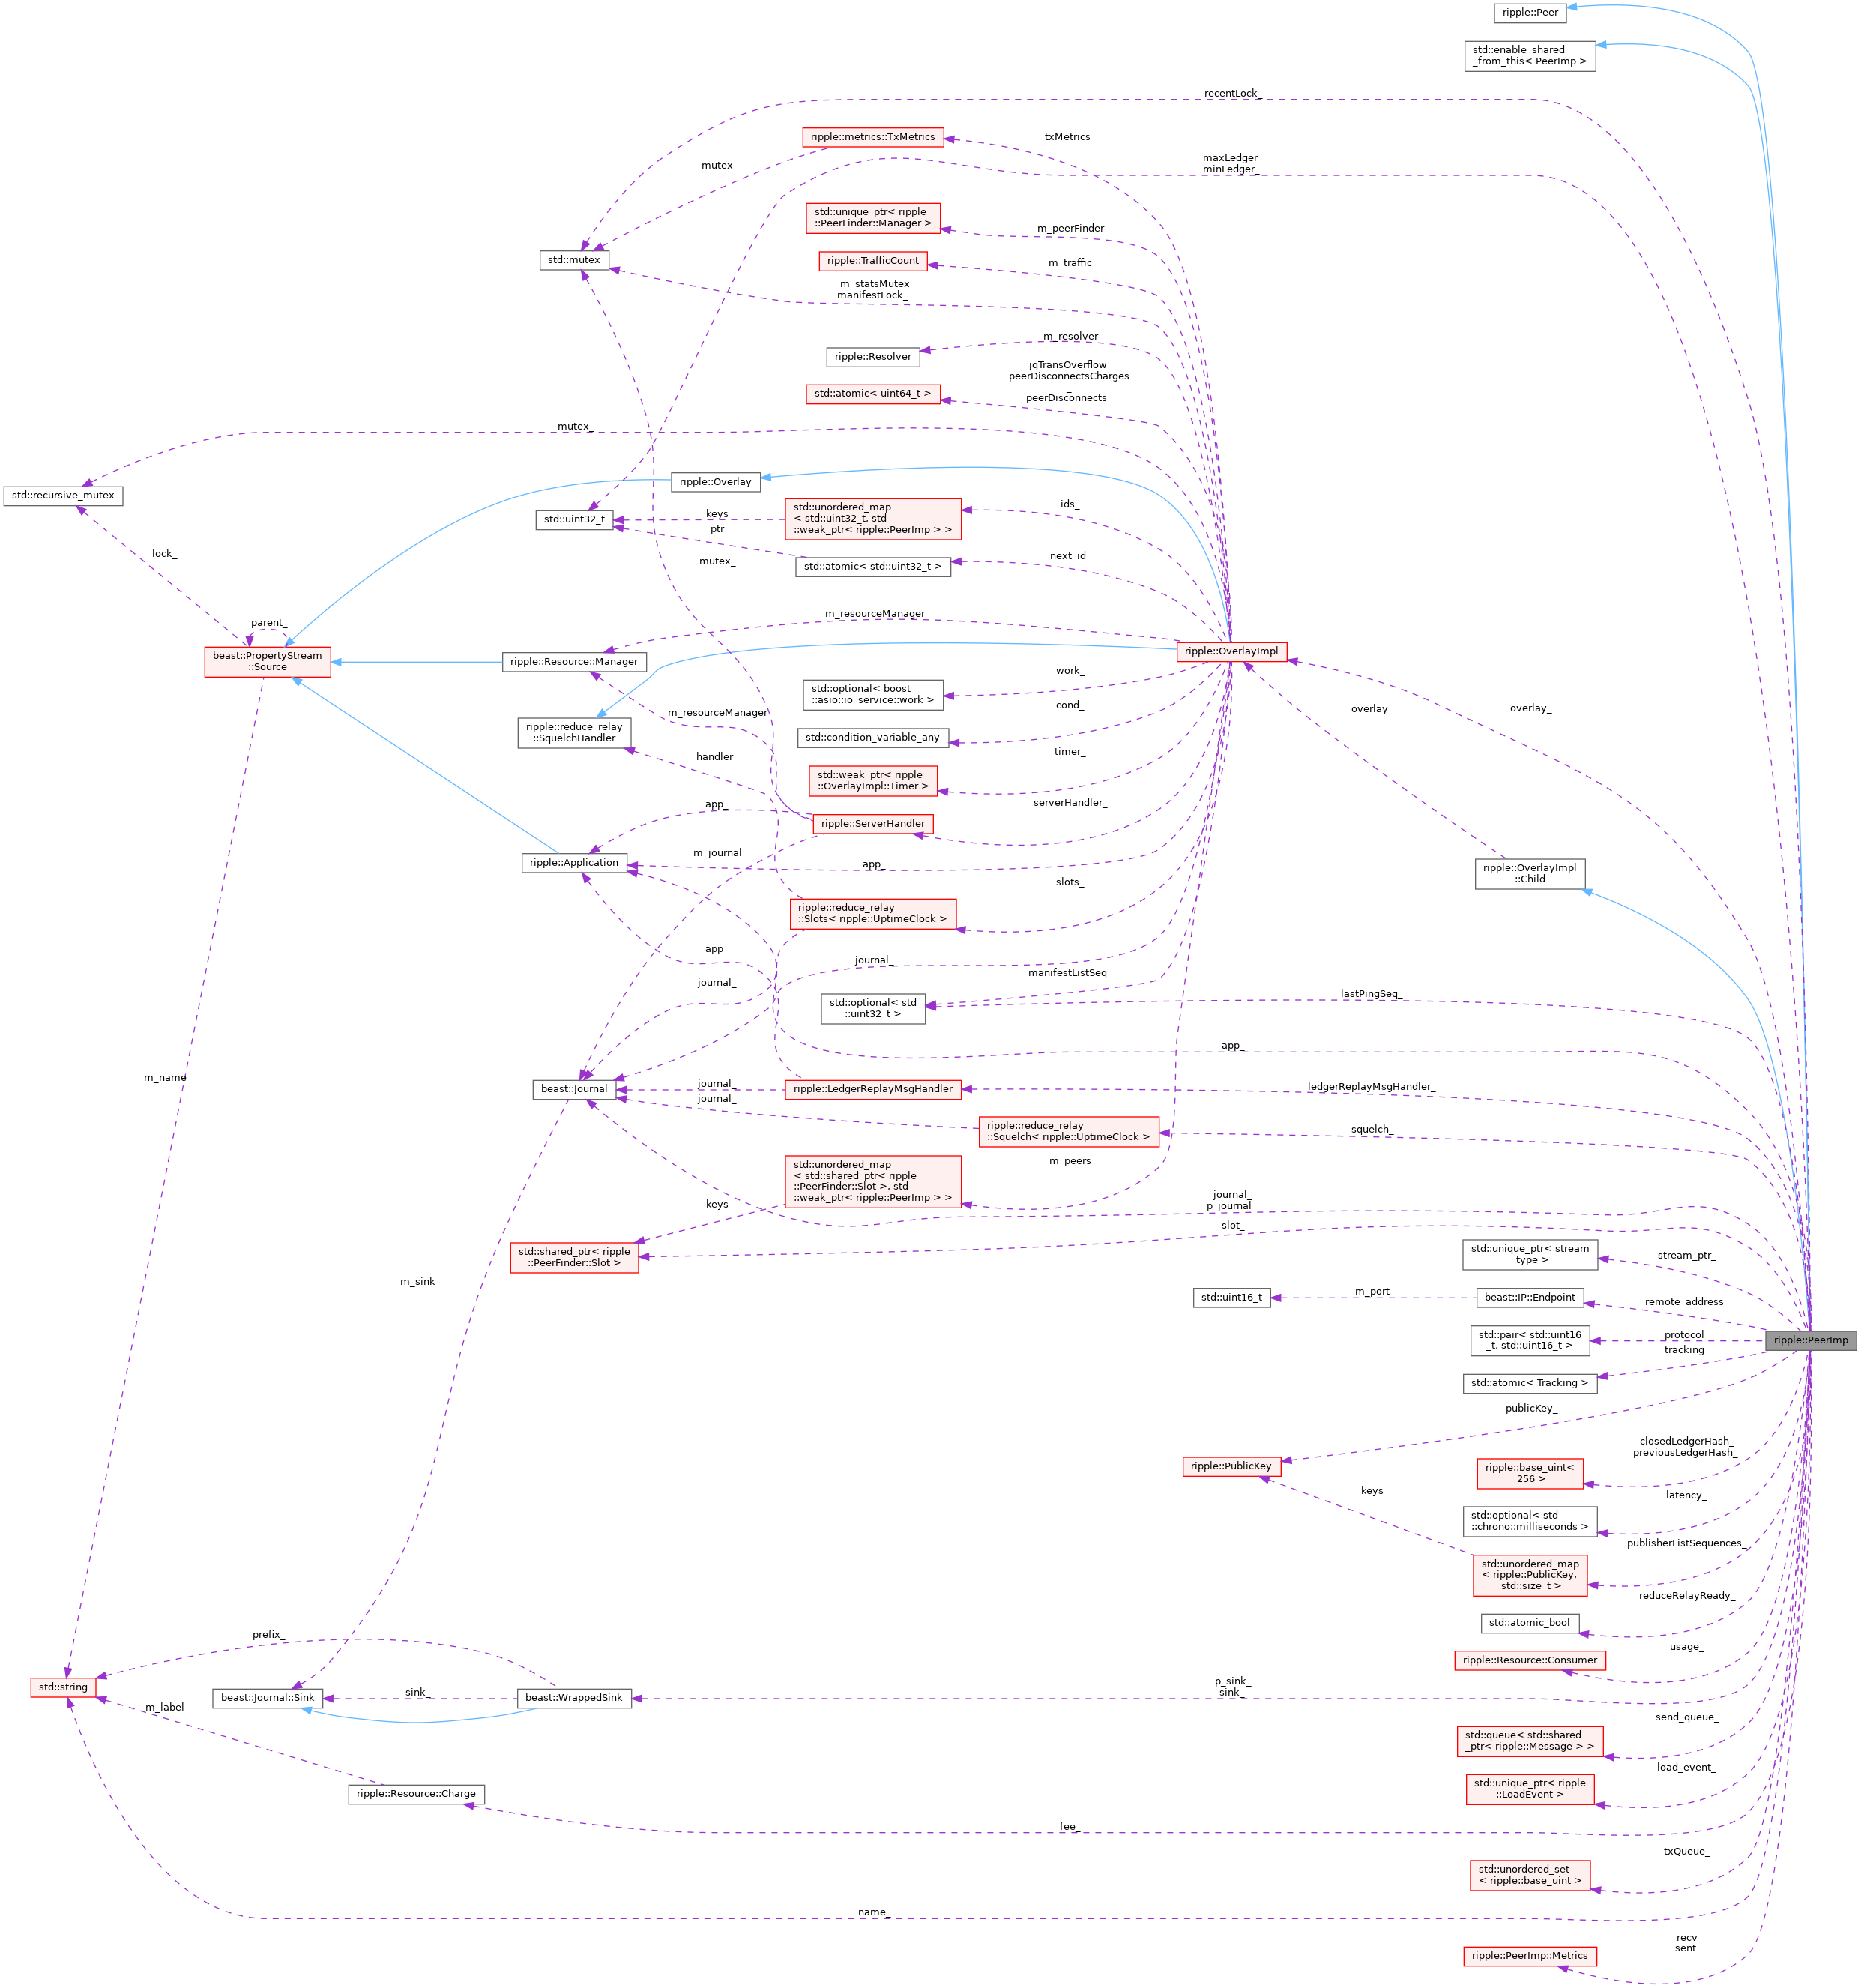 ripple::Peer
std::enable_shared
_from_this< PeerImp >
recentLock_
ripple::metrics::TxMetrics
txMetrics_
mutex
maxLedger_
minLedger_
std::unique_ptr< ripple
::PeerFinder::Manager >
m_peerFinder
std::mutex
ripple::TrafficCount
m_traffic
m_statsMutex
manifestLock_
m_resolver
ripple::Resolver
jqTransOverflow_
peerDisconnectsCharges
_
peerDisconnects_
std::atomic< uint64_t >
mutex_
ripple::Overlay
std::recursive_mutex
std::unordered_map
< std::uint32_t, std
::weak_ptr< ripple::PeerImp > >
ids_
keys
std::uint32_t
ptr
lock_
mutex_
std::atomic< std::uint32_t >
next_id_
m_resourceManager
parent_
beast::PropertyStream
::Source
ripple::Resource::Manager
ripple::OverlayImpl
work_
std::optional< boost
::asio::io_service::work >
cond_
overlay_
overlay_
m_resourceManager
ripple::reduce_relay
::SquelchHandler
std::condition_variable_any
handler_
timer_
std::weak_ptr< ripple
::OverlayImpl::Timer >
app_
serverHandler_
ripple::ServerHandler
m_journal
ripple::Application
app_
ripple::OverlayImpl
::Child
slots_
ripple::reduce_relay
::Slots< ripple::UptimeClock >
app_
journal_
manifestListSeq_
journal_
lastPingSeq_
std::optional< std
::uint32_t >
app_
m_name
beast::Journal
journal_
ripple::LedgerReplayMsgHandler
ledgerReplayMsgHandler_
journal_
ripple::reduce_relay
::Squelch< ripple::UptimeClock >
squelch_
m_peers
std::unordered_map
< std::shared_ptr< ripple
::PeerFinder::Slot >, std
::weak_ptr< ripple::PeerImp > >
keys
journal_
p_journal_
slot_
std::shared_ptr< ripple
::PeerFinder::Slot >
std::unique_ptr< stream
_type >
stream_ptr_
m_sink
std::uint16_t
m_port
beast::IP::Endpoint
remote_address_
std::pair< std::uint16
_t, std::uint16_t >
protocol_
ripple::PeerImp
tracking_
std::atomic< Tracking >
publicKey_
closedLedgerHash_
previousLedgerHash_
ripple::PublicKey
ripple::base_uint<
256 >
keys
latency_
std::optional< std
::chrono::milliseconds >
publisherListSequences_
std::unordered_map
< ripple::PublicKey,
std::size_t >
reduceRelayReady_
std::atomic_bool
prefix_
usage_
ripple::Resource::Consumer
std::string
beast::Journal::Sink
sink_
beast::WrappedSink
p_sink_
sink_
m_label
send_queue_
std::queue< std::shared
_ptr< ripple::Message > >
load_event_
std::unique_ptr< ripple
::LoadEvent >
ripple::Resource::Charge
fee_
txQueue_
std::unordered_set
< ripple::base_uint >
name_
recv
sent
ripple::PeerImp::Metrics